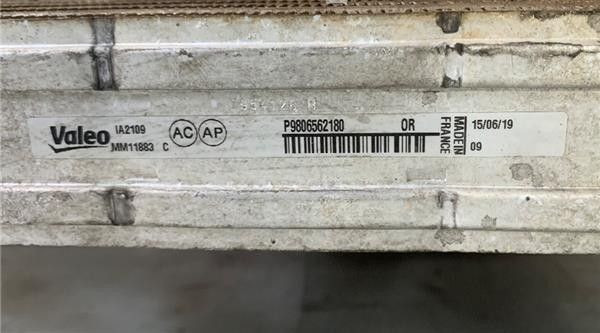 Valeo
IA2109
MM11883 C
AC AP
P9806562180 OR
MADE IN
FRANCE
15/06/19
09